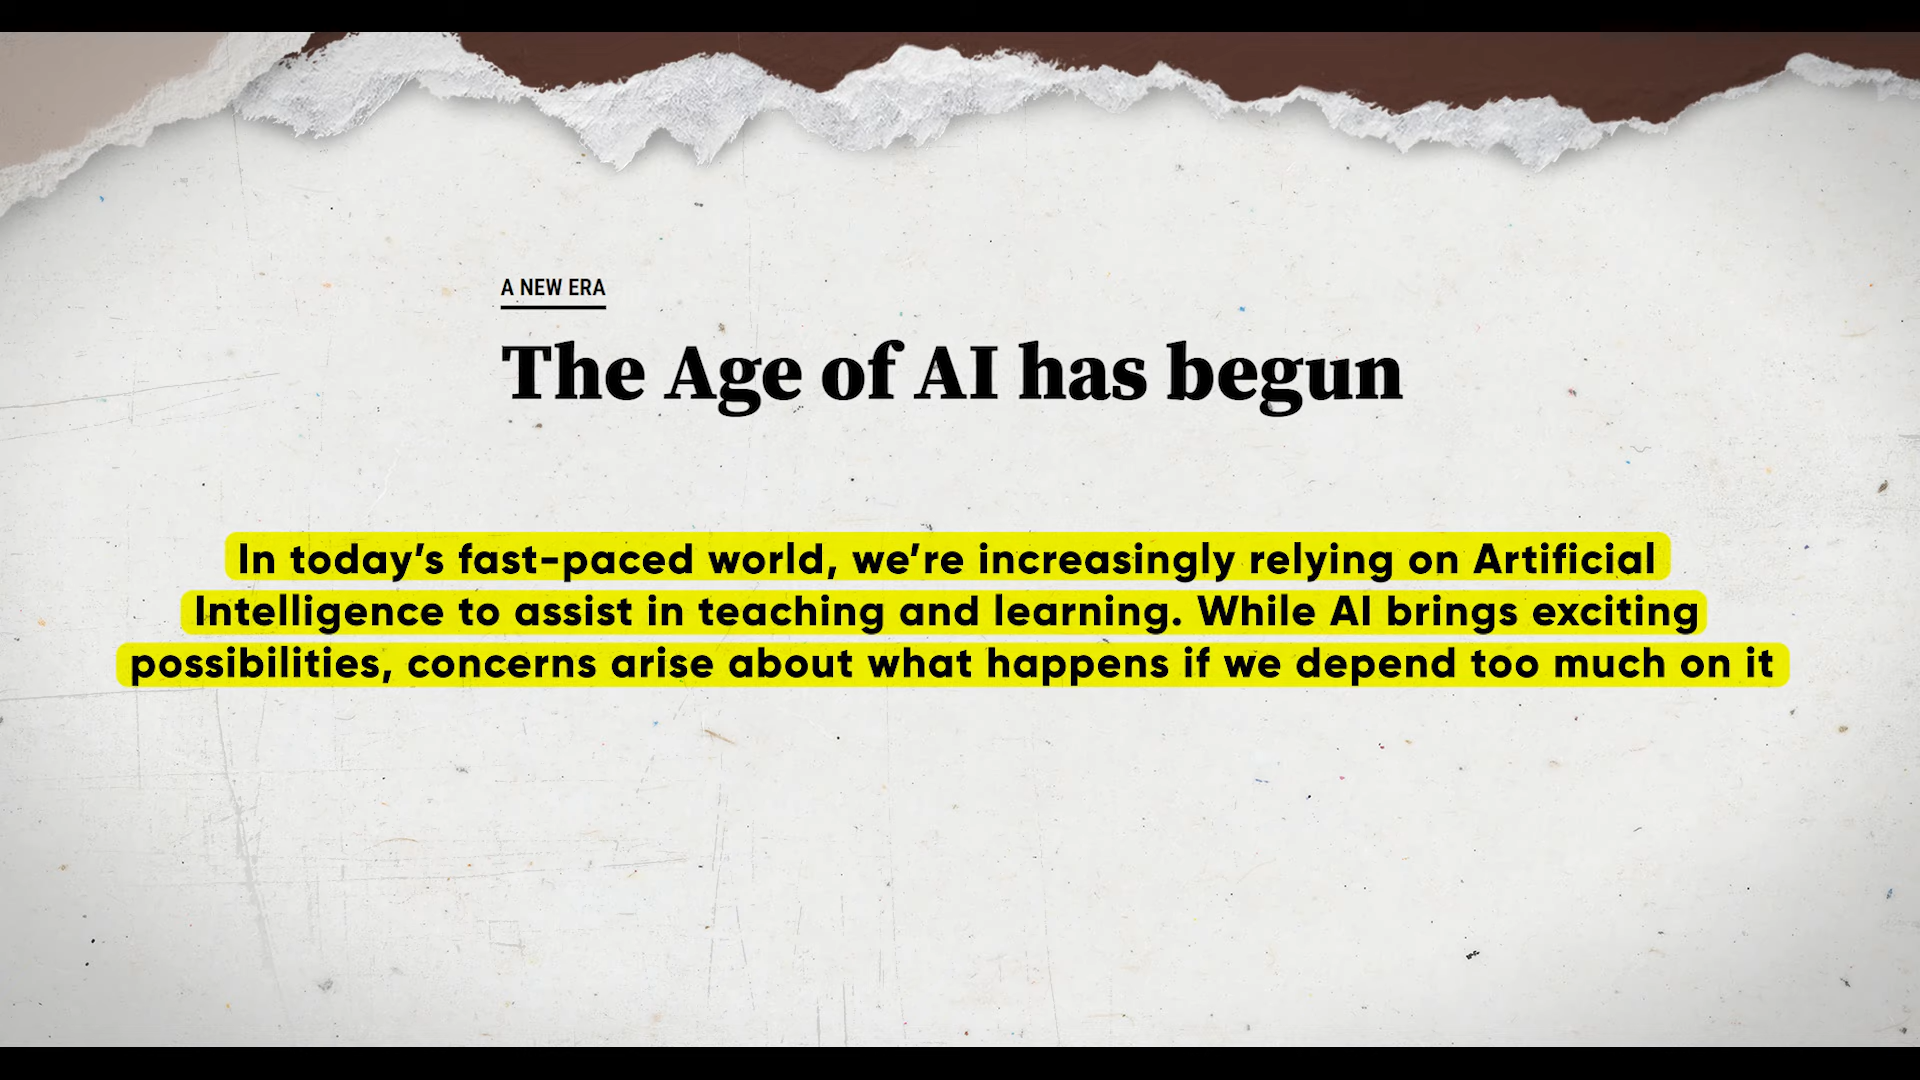 A NEW ERA
The Age of AI has begun
In today’s fast-paced world, we’re increasingly relying on Artificial
Intelligence to assist in teaching and learning. While AI brings exciting
possibilities, concerns arise about what happens if we depend too much on it